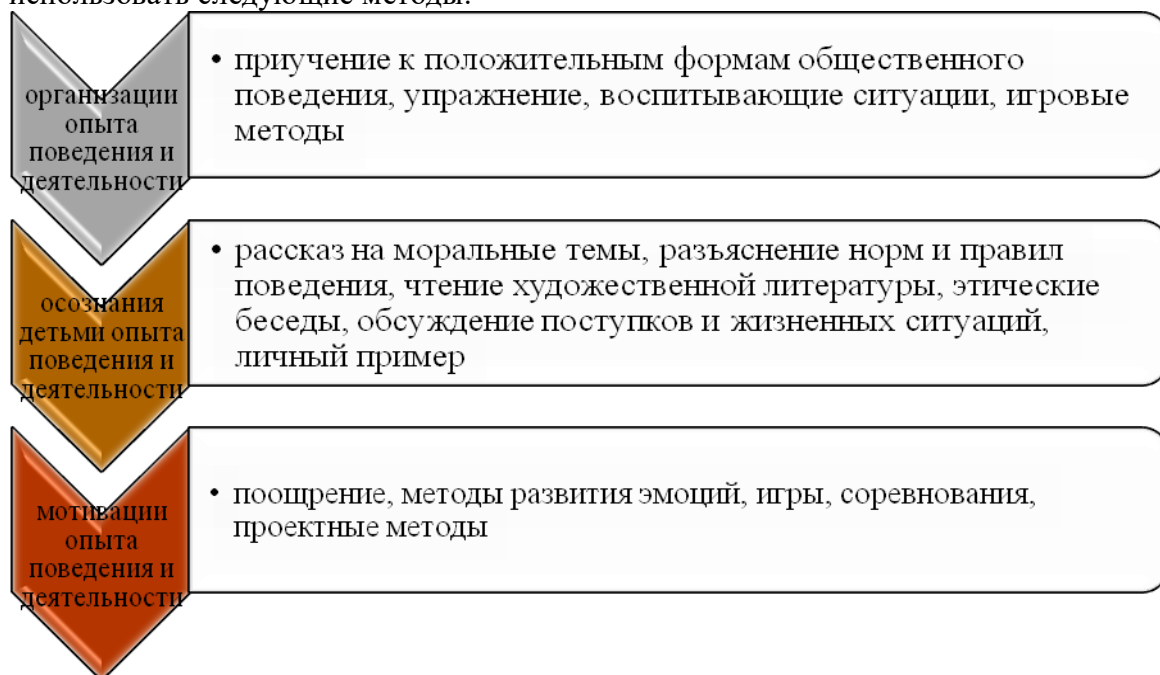 использовать следующие методы:
организации
опыта
поведения и
деятельности
• приучение к положительным формам общественного
поведения, упражнение, воспитывающие ситуации, игровые
методы
осознания
детьми опыта
поведения и
деятельности
• рассказ на моральные темы, разъяснение норм и правил
поведения, чтение художественной литературы, этические
беседы, обсуждение поступков и жизненных ситуаций,
личный пример
мотивации
опыта
поведения и
деятельности
• поощрение, методы развития эмоций, игры, соревнования,
проектные методы